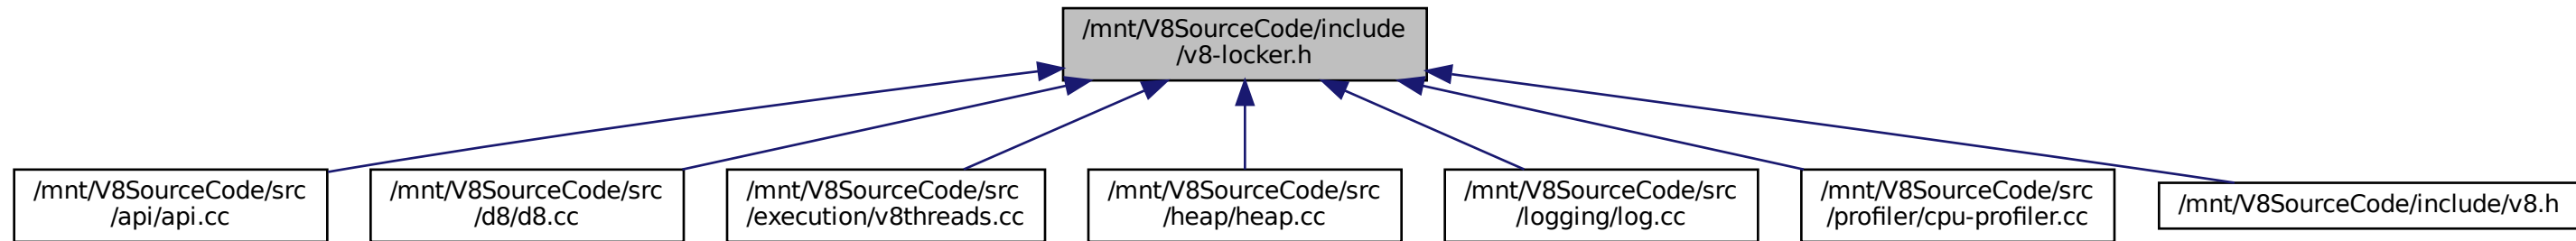 /mnt/V8SourceCode/include
/v8-locker.h
/mnt/V8SourceCode/src
/api/api.cc
/mnt/V8SourceCode/src
/d8/d8.cc
/mnt/V8SourceCode/src
/execution/v8threads.cc
/mnt/V8SourceCode/src
/heap/heap.cc
/mnt/V8SourceCode/src
/logging/log.cc
/mnt/V8SourceCode/src
/profiler/cpu-profiler.cc
/mnt/V8SourceCode/include/v8.h